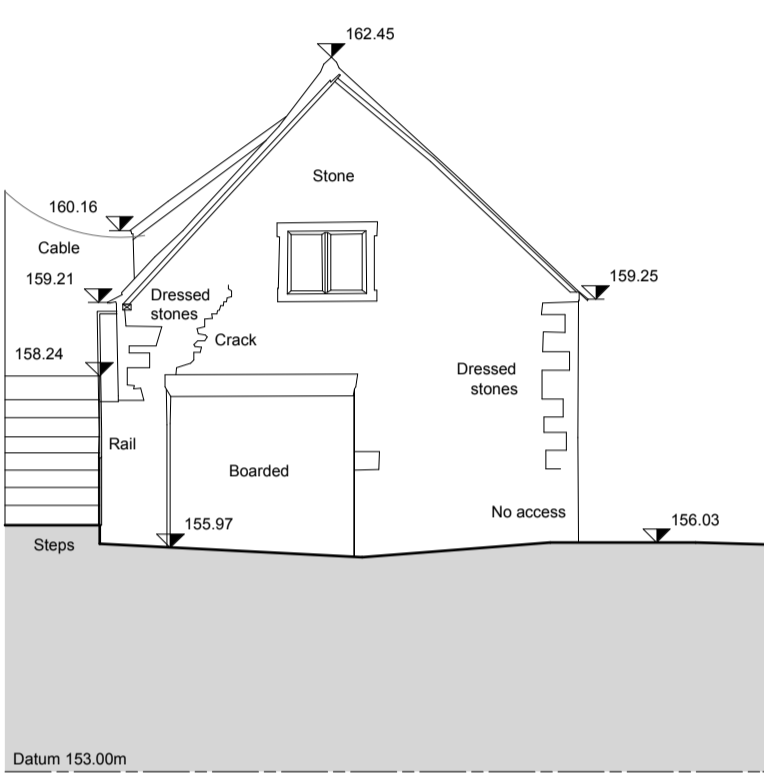 162.45
Stone
160.16
Cable
159.21
159.25
Dressed
stones
Crack
158.24
Dressed
stones
Rail
Boarded
No access
155.97
156.03
Steps
Datum 153.00m